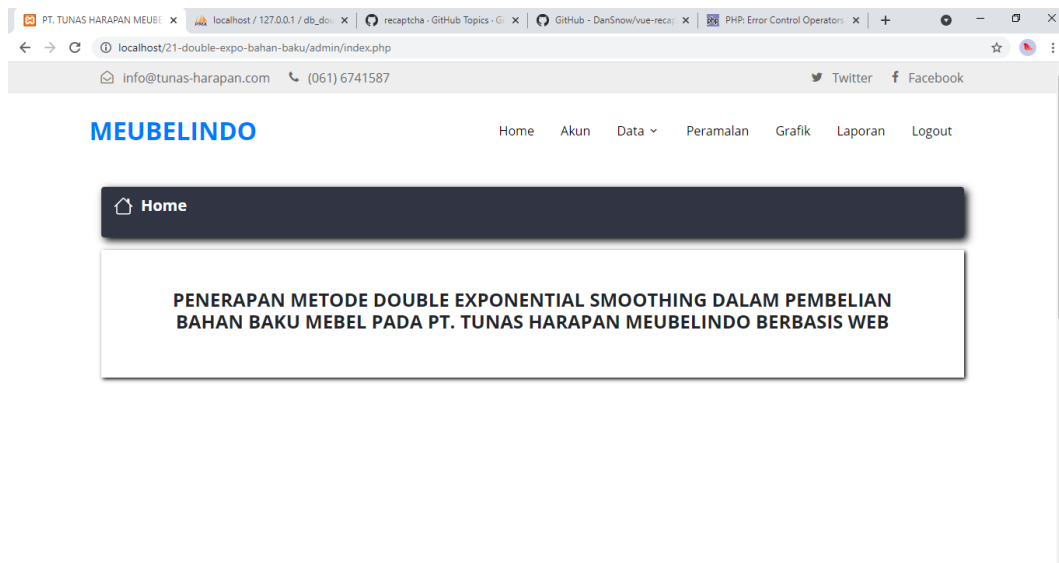 PT. TUNAS HARAPAN MEUBE
localhost / 127.0.0.1 / db_dou
recaptcha · GitHub Topics · G
GitHub - DanSnow/vue-recap
PHP: Error Control Operators
localhost/21-double-expo-bahan-baku/admin/index.php
info@tunas-harapan.com (061) 6741587 Twitter Facebook
MEUBELINDO Home Akun Data Peramalan Grafik Laporan Logout
Home
PENERAPAN METODE DOUBLE EXPONENTIAL SMOOTHING DALAM PEMBELIAN
BAHAN BAKU MEBEL PADA PT. TUNAS HARAPAN MEUBELINDO BERBASIS WEB